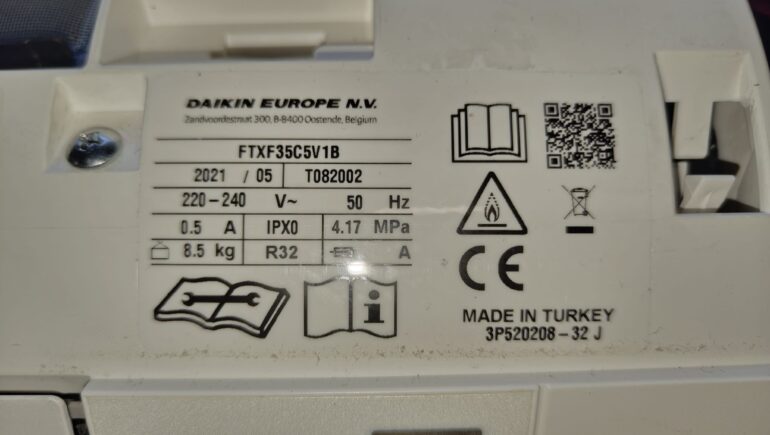 DAIKIN EUROPE N.V.
Zandvoordestraat 300, B-8400 Oostende, Belgium
FTXF35C5V1B
2021 / 05 T082002
220-240 V~ 50 Hz
0.5 A IPX0 4.17 MPa
8.5 kg R32 A
MADE IN TURKEY
3P520208-32 J